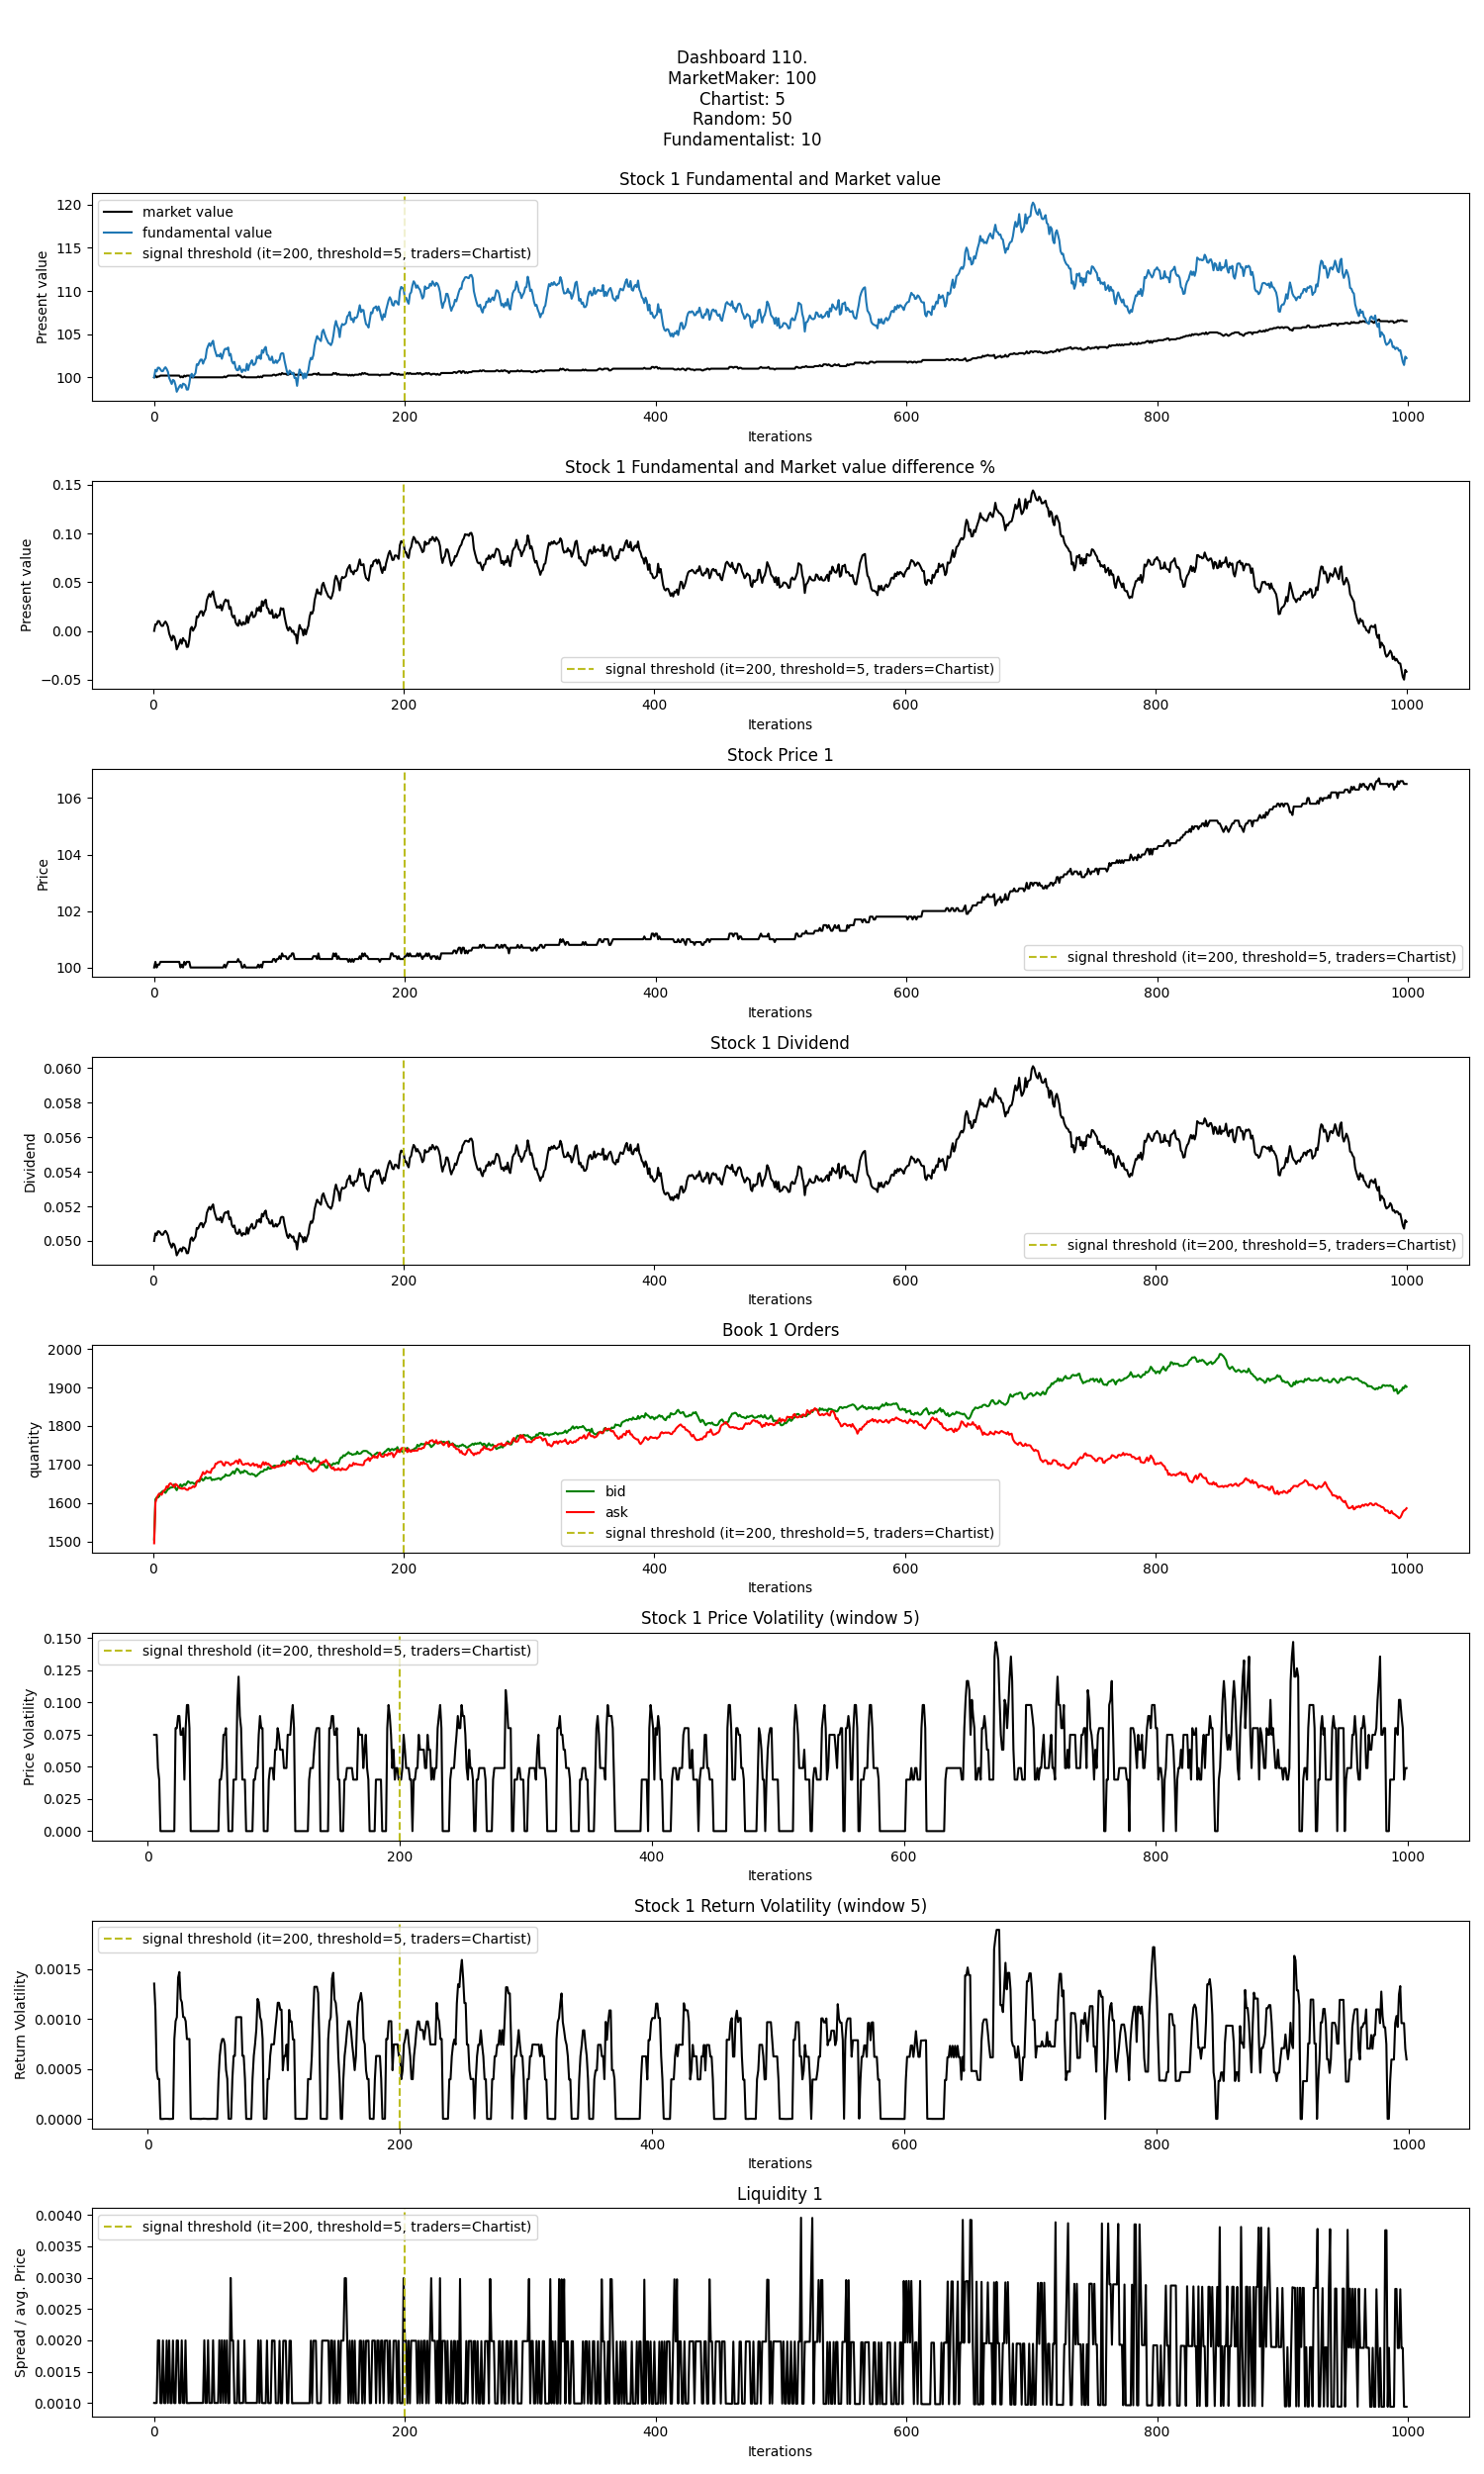 Dashboard 110.
MarketMaker: 100
Chartist: 5
Random: 50
Fundamentalist: 10
Stock 1 Fundamental and Market value
Present value
120
115
110
105
100
market value
fundamental value
signal threshold (it=200, threshold=5, traders=Chartist)
0 200 400 600 800 1000
Iterations
Stock 1 Fundamental and Market value difference %
Present value
0.15
0.10
0.05
0.00
−0.05
signal threshold (it=200, threshold=5, traders=Chartist)
0 200 400 600 800 1000
Iterations
Stock Price 1
Price
106
104
102
100
signal threshold (it=200, threshold=5, traders=Chartist)
0 200 400 600 800 1000
Iterations
Stock 1 Dividend
Dividend
0.060
0.058
0.056
0.054
0.052
0.050
signal threshold (it=200, threshold=5, traders=Chartist)
0 200 400 600 800 1000
Iterations
Book 1 Orders
quantity
2000
1900
1800
1700
1600
1500
bid
ask
signal threshold (it=200, threshold=5, traders=Chartist)
0 200 400 600 800 1000
Iterations
Stock 1 Price Volatility (window 5)
Price Volatility
0.150
0.125
0.100
0.075
0.050
0.025
0.000
signal threshold (it=200, threshold=5, traders=Chartist)
0 200 400 600 800 1000
Iterations
Stock 1 Return Volatility (window 5)
Return Volatility
0.0015
0.0010
0.0005
0.0000
signal threshold (it=200, threshold=5, traders=Chartist)
0 200 400 600 800 1000
Iterations
Liquidity 1
Spread / avg. Price
0.0040
0.0035
0.0030
0.0025
0.0020
0.0015
0.0010
signal threshold (it=200, threshold=5, traders=Chartist)
0 200 400 600 800 1000
Iterations